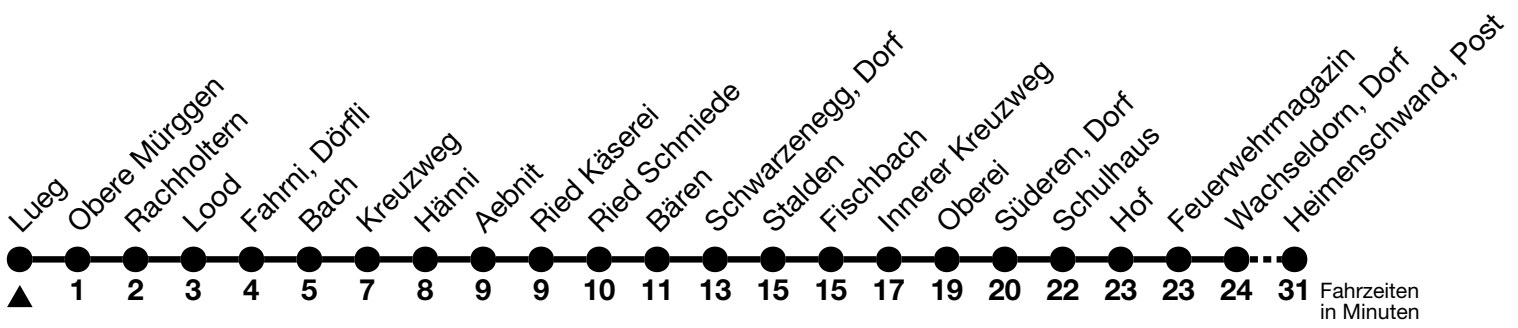 Lueg
Obere Mürggen
Rachholtern
Lood
Fahrni, Dörfli
Bach
Kreuzweg
Hänni
Aebnit
Ried Käserei
Ried Schmiede
Bären
Schwarzenegg, Dorf
Stalden
Fischbach
Innerer Kreuzweg
Oberei
Süderen, Dorf
Schulhaus
Hof
Feuerwehrmagazin
Wachseldorn, Dorf
Heimenschwand, Post
1 2 3 4 5 7 8 9 9 10 11 13 15 15 17 19 20 22 23 23 24 31 Fahrzeiten
in Minuten